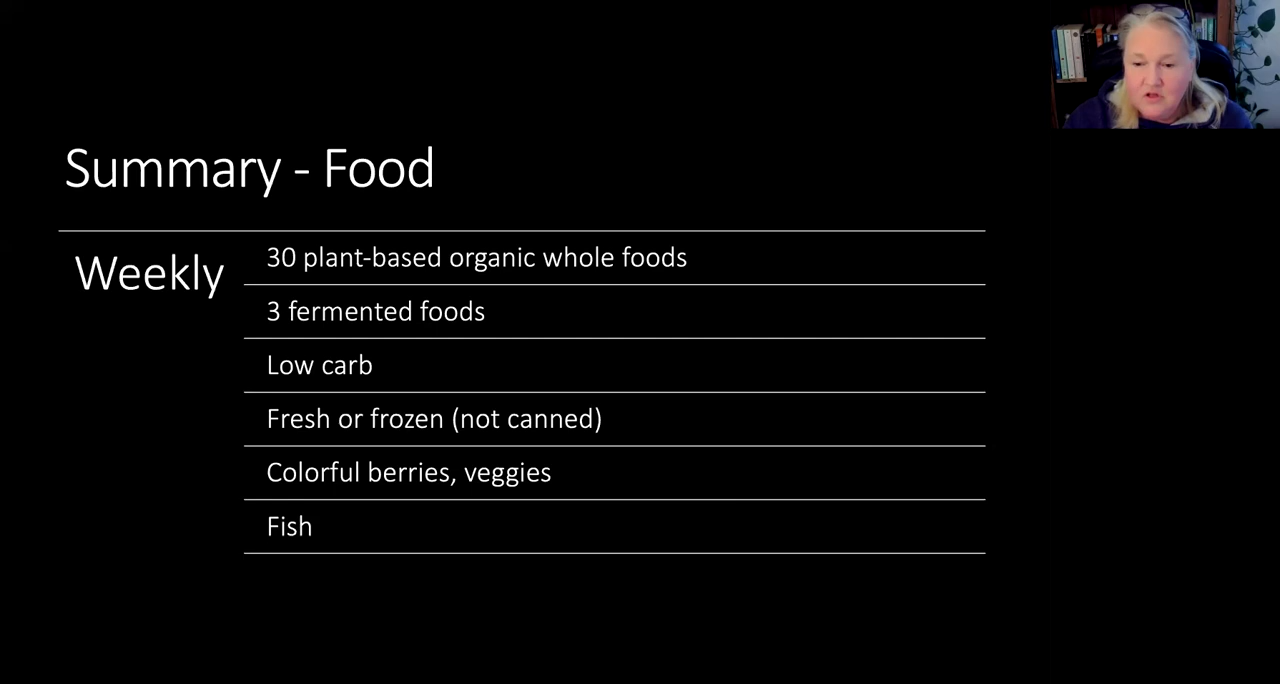 Summary - Food
Weekly
30 plant-based organic whole foods
3 fermented foods
Low carb
Fresh or frozen (not canned)
Colorful berries, veggies
Fish